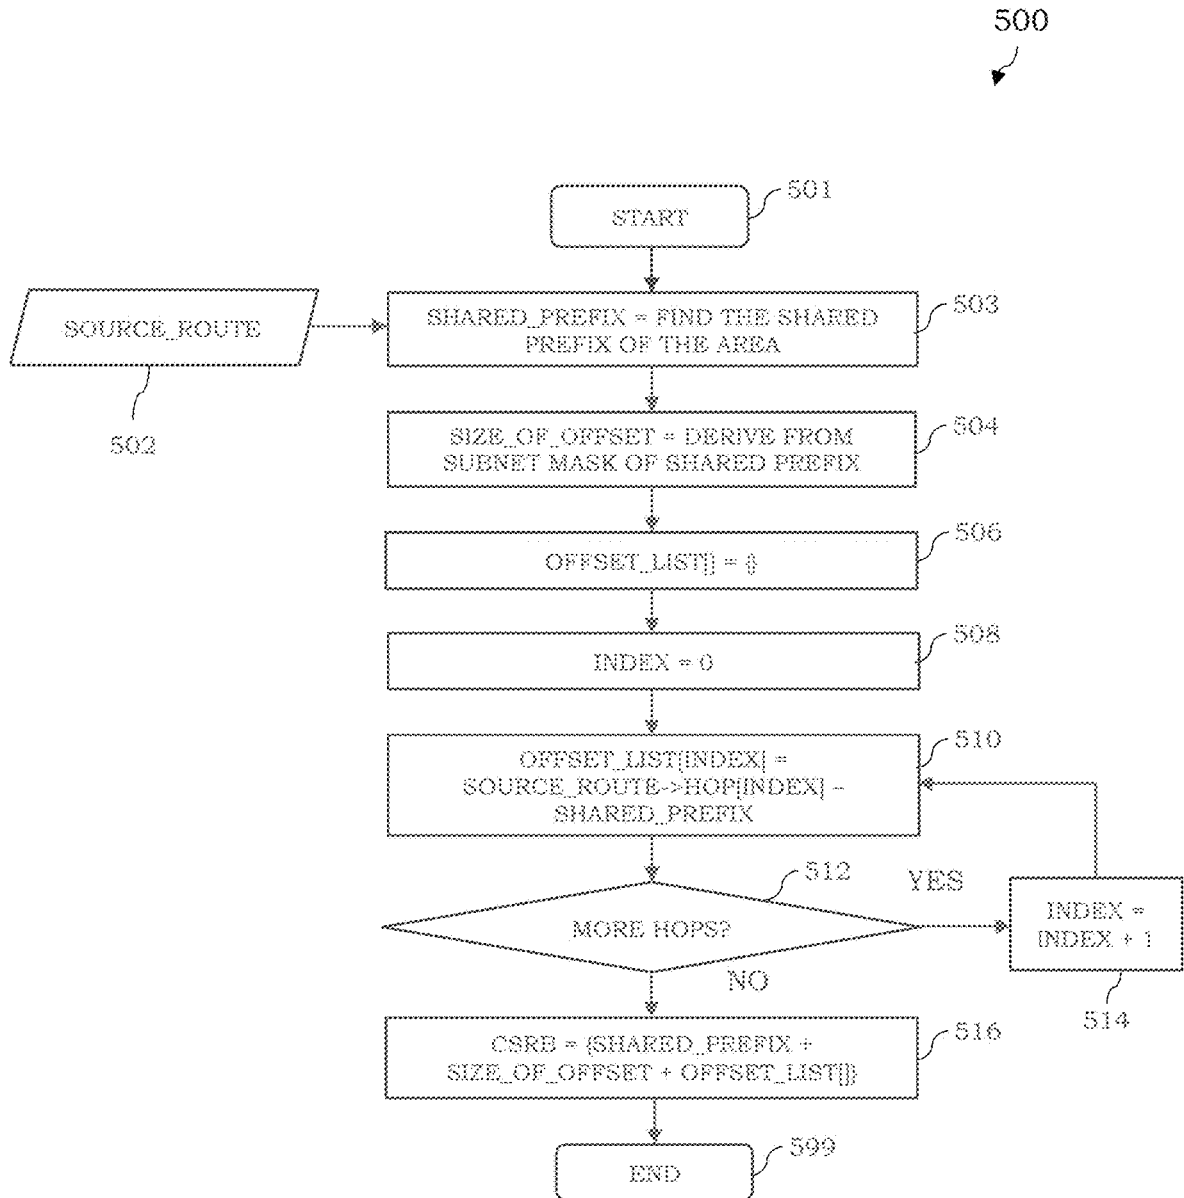 500
START
501
SOURCE_ROUTE
502
SHARED_PREFIX = FIND THE SHARED
PREFIX OF THE AREA
503
SIZE_OF_OFFSET = DERIVE FROM
SUBNET MASK OF SHARED PREFIX
504
OFFSET_LIST[] = {}
506
INDEX = 0
508
OFFSET_LIST[INDEX] =
SOURCE_ROUTE->HOP[INDEX] –
SHARED_PREFIX
510
MORE HOPS?
512
YES
INDEX =
INDEX + 1
514
NO
CSRB = {SHARED_PREFIX +
SIZE_OF_OFFSET + OFFSET_LIST[]}
516
END
599